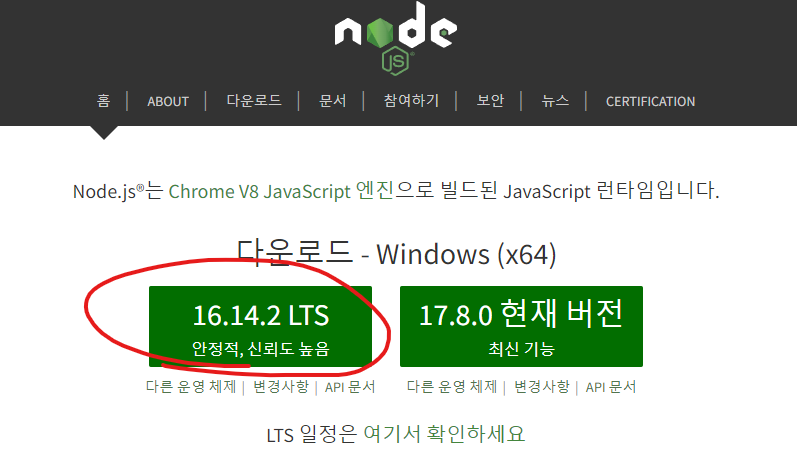 node
JS
홈 | ABOUT | 다운로드 | 문서 | 참여하기 | 보안 | 뉴스 | CERTIFICATION
Node.js®는 Chrome V8 JavaScript 엔진으로 빌드된 JavaScript 런타임입니다.
다운로드 - Windows (x64)
16.14.2 LTS
안정적, 신뢰도 높음
다른 운영 체제 | 변경사항 | API 문서
17.8.0 현재 버전
최신 기능
다른 운영 체제 | 변경사항 | API 문서
LTS 일정은 여기서 확인하세요